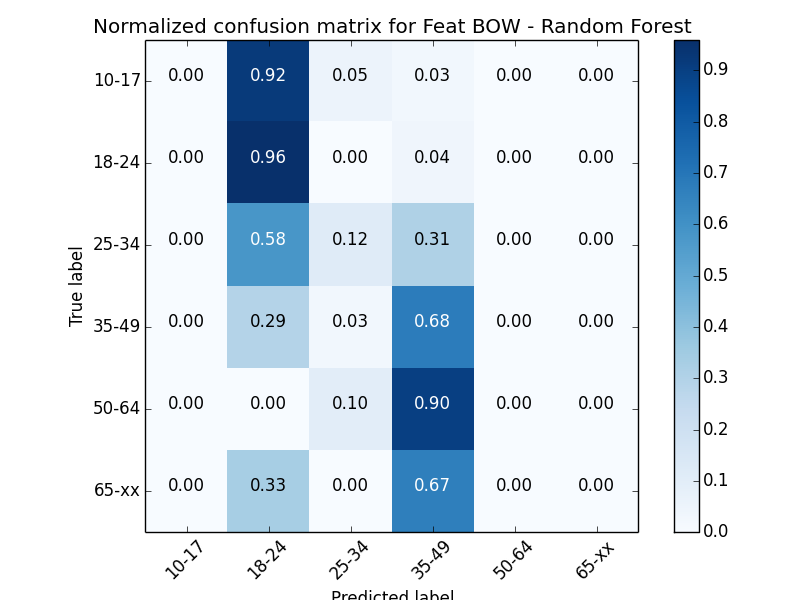 Normalized confusion matrix for Feat BOW - Random Forest
10-17 0.00 0.92 0.05 0.03 0.00 0.00
18-24 0.00 0.96 0.00 0.04 0.00 0.00
25-34 0.00 0.58 0.12 0.31 0.00 0.00
35-49 0.00 0.29 0.03 0.68 0.00 0.00
50-64 0.00 0.00 0.10 0.90 0.00 0.00
65-xx 0.00 0.33 0.00 0.67 0.00 0.00
True label
10-17 18-24 25-34 35-49 50-64 65-xx
Predicted label
0.9
0.8
0.7
0.6
0.5
0.4
0.3
0.2
0.1
0.0